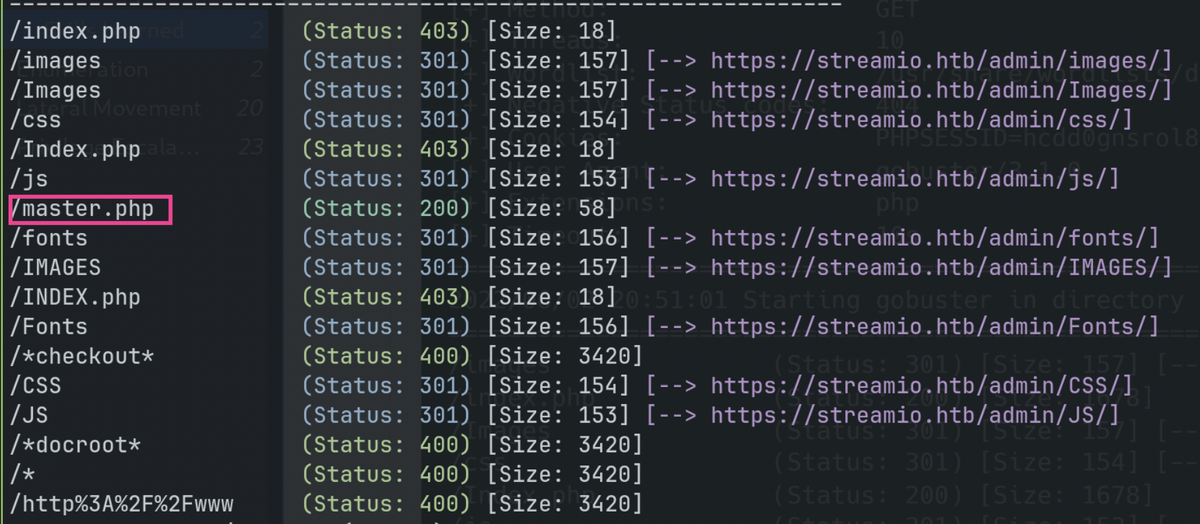 /index.php (Status: 403) [Size: 18]
/images (Status: 301) [Size: 157] [--> https://streamio.htb/admin/images/]
/Images (Status: 301) [Size: 157] [--> https://streamio.htb/admin/Images/]
/css (Status: 301) [Size: 154] [--> https://streamio.htb/admin/css/]
/Index.php (Status: 403) [Size: 18]
/js (Status: 301) [Size: 153] [--> https://streamio.htb/admin/js/]
/master.php (Status: 200) [Size: 58]
/fonts (Status: 301) [Size: 156] [--> https://streamio.htb/admin/fonts/]
/IMAGES (Status: 301) [Size: 157] [--> https://streamio.htb/admin/IMAGES/]
/INDEX.php (Status: 403) [Size: 18]
/Fonts (Status: 301) [Size: 156] [--> https://streamio.htb/admin/Fonts/]
/*checkout* (Status: 400) [Size: 3420]
/CSS (Status: 301) [Size: 154] [--> https://streamio.htb/admin/CSS/]
/JS (Status: 301) [Size: 153] [--> https://streamio.htb/admin/JS/]
/*docroot* (Status: 400) [Size: 3420]
/* (Status: 400) [Size: 3420]
/http%3A%2F%2Fwww (Status: 400) [Size: 3420]